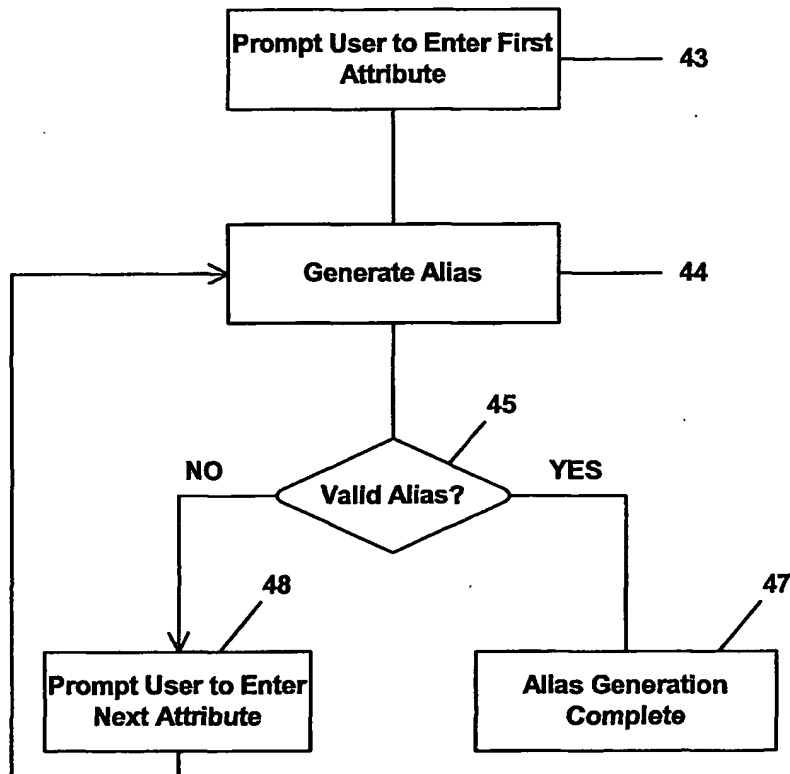 Prompt User to Enter First
Attribute
43
Generate Alias
44
45
NO
YES
Valid Alias?
48
47
Prompt User to Enter
Next Attribute
Alias Generation
Complete